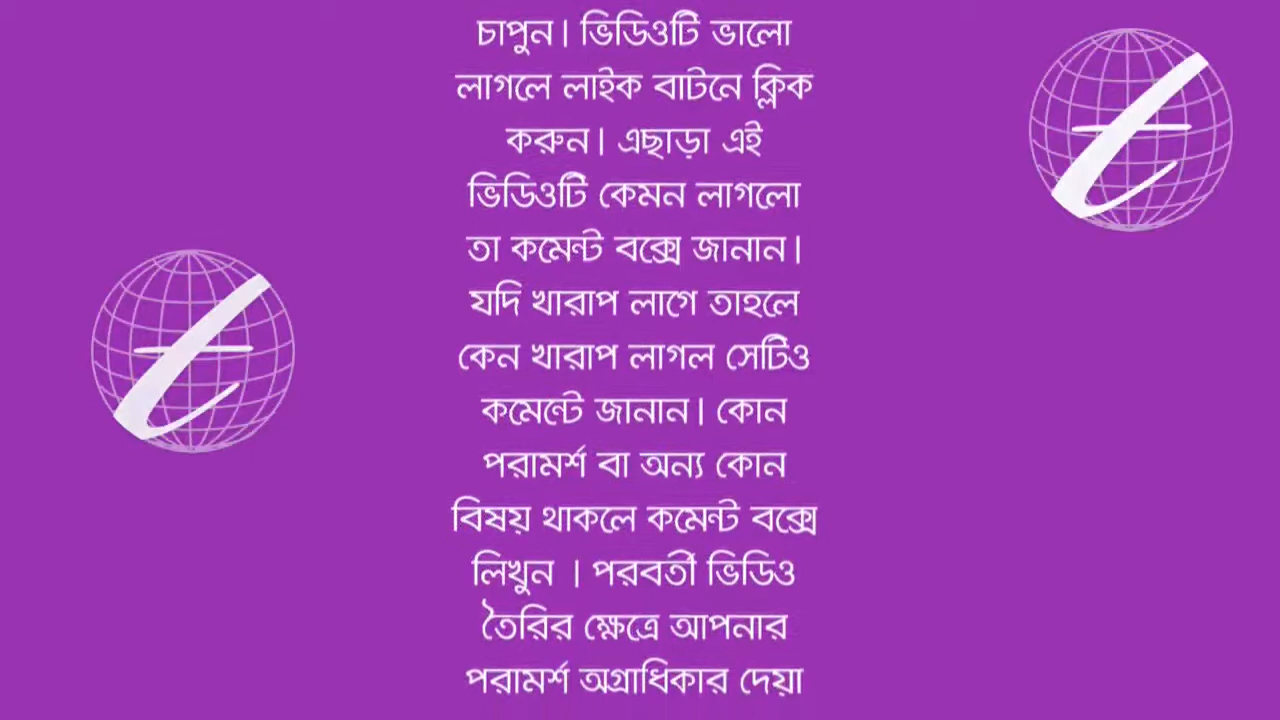 চাপুন। ভিডিওটি ভালো
লাগলে লাইক বাটনে ক্লিক
করুন। এছাড়া এই
ভিডিওটি কেমন লাগলো
তা কমেন্ট বক্সে জানান।
যদি খারাপ লাগে তাহলে
কেন খারাপ লাগল সেটিও
কমেন্টে জানান। কোন
পরামর্শ বা অন্য কোন
বিষয় থাকলে কমেন্ট বক্সে
লিখুন । পরবর্তী ভিডিও
তৈরির ক্ষেত্রে আপনার
পরামর্শ অগ্রাধিকার দেয়া
t
t